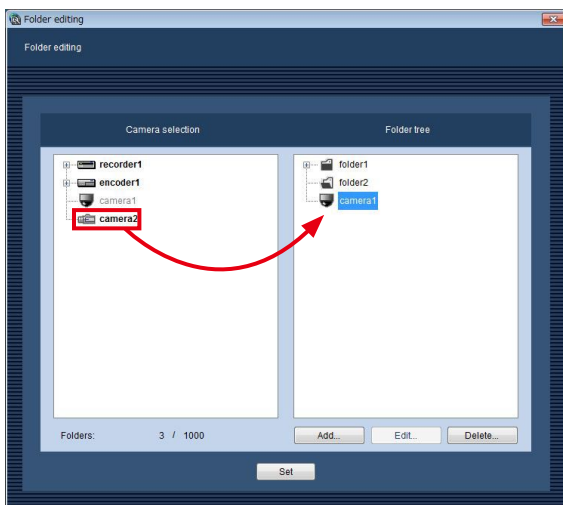 Folder editing
Folder editing
Camera selection
Folder tree
recorder1
encoder1
camera1
camera2
folder1
folder2
camera1
Folders: 3 / 1000
Add... Edit... Delete...
Set